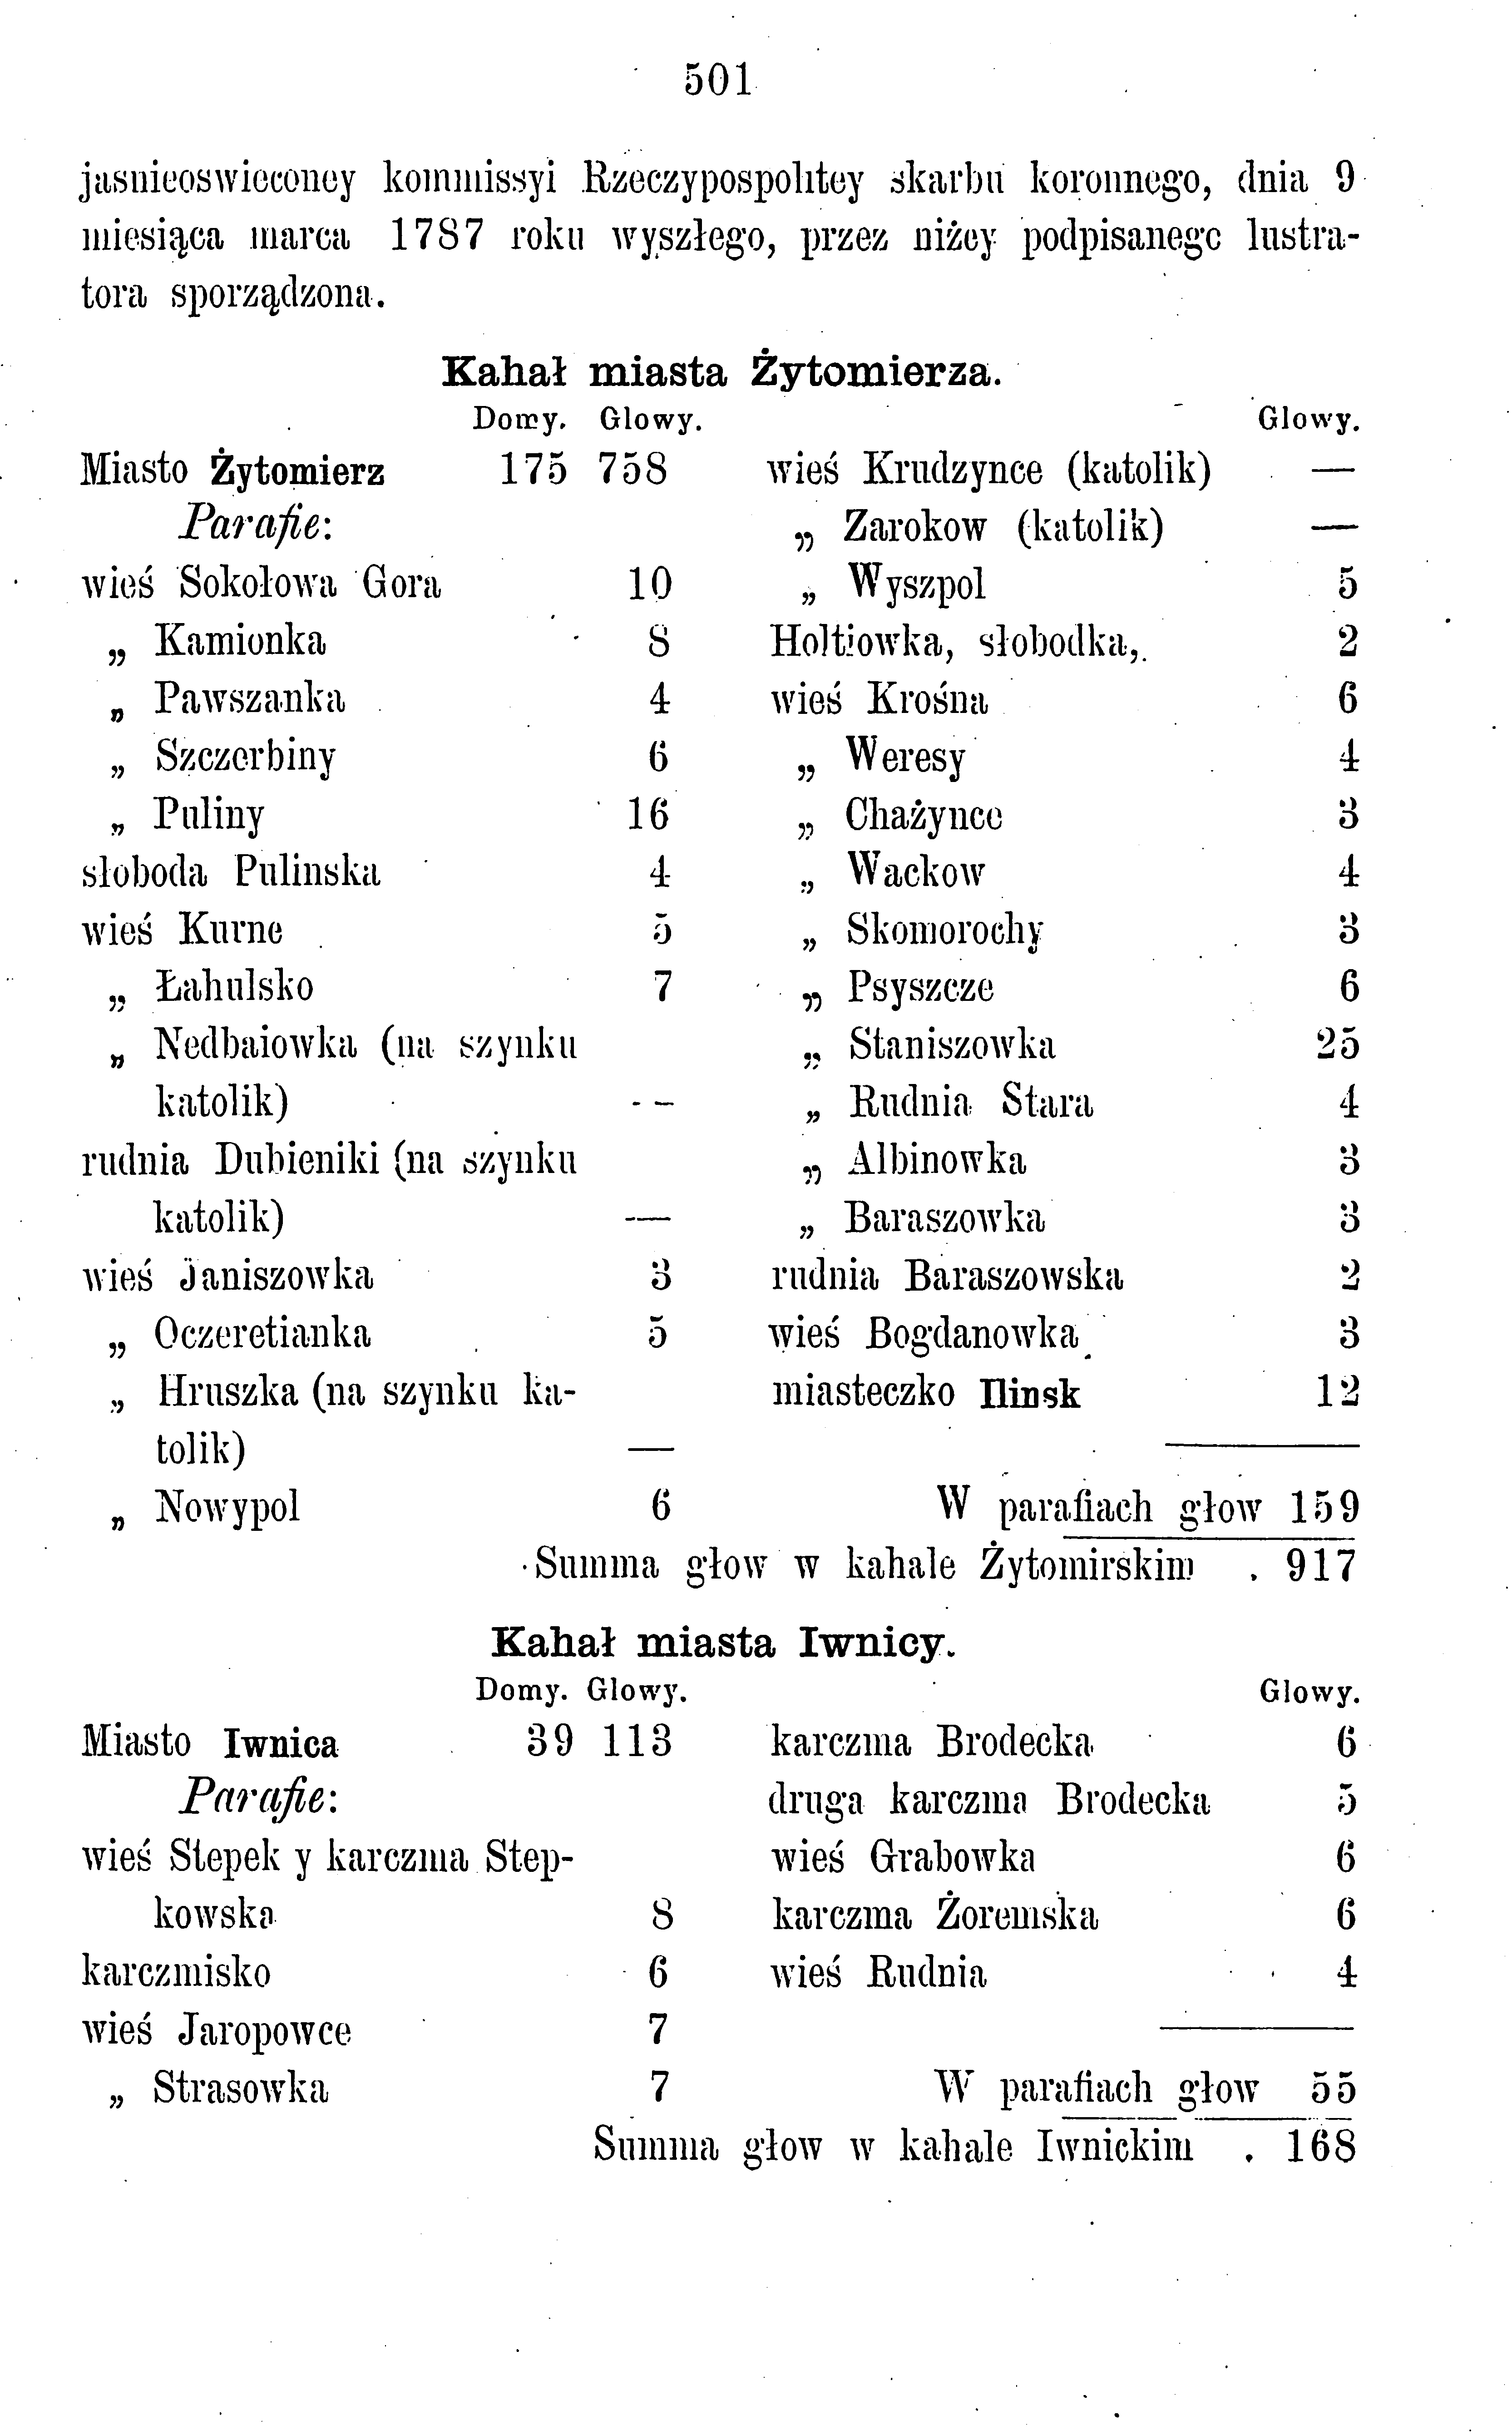 501
jasnieoswieconey kommissyi Rzeczypospolitey skarbu koronnego, dnia 9
miesiąca marca 1787 roku wyszłego, przez niżey podpisanego lustra-
tora sporządzona.
Kahał miasta Żytomierza.
Domy. Glowy.
Miasto Żytomierz 175 758
Parafie:
wieś Sokołowa Gora 10
„ Kamionka 8
„ Pawszanka 4
„ Szczerbiny 6
„ Puliny 16
słoboda Pulinska 4
wieś Kurne 5
„ Łahulsko 7
„ Nedbaiowka (na szynku
katolik) —
rudnia Dubieniki (na szynku
katolik) —
wieś Janiszowka 3
„ Oczeretianka 5
„ Hruszka (na szynku ka-
tolik) —
„ Nowypol 6
Glowy.
wieś Krudzynce (katolik) —
„ Zarokow (katolik) —
„ Wyszpol 5
Holtiowka, słobodka, 2
wieś Krośna 6
„ Weresy 4
„ Chażynce 3
„ Wackow 4
„ Skomorochy 3
„ Psyszcze 6
„ Staniszowka 25
„ Rudnia Stara 4
„ Albinowka 3
„ Baraszowka 3
rudnia Baraszowska 2
wieś Bogdanowka 3
miasteczko Ilinsk 12
W parafiach głow 159
Summa głow w kahale Żytomirskim . 917
Kahał miasta Iwnicy.
Domy. Glowy.
Miasto Iwnica 39 113
Parafie:
wieś Stepek y karczma Step-
kowska 8
karczmisko 6
wieś Jaropowce 7
„ Strasowka 7
Glowy.
karczma Brodecka 6
druga karczma Brodecka 5
wieś Grabowka 6
karczma Żoremska 6
wieś Rudnia 4
W parafiach głow 55
Summa głow w kahale Iwnickim . 168